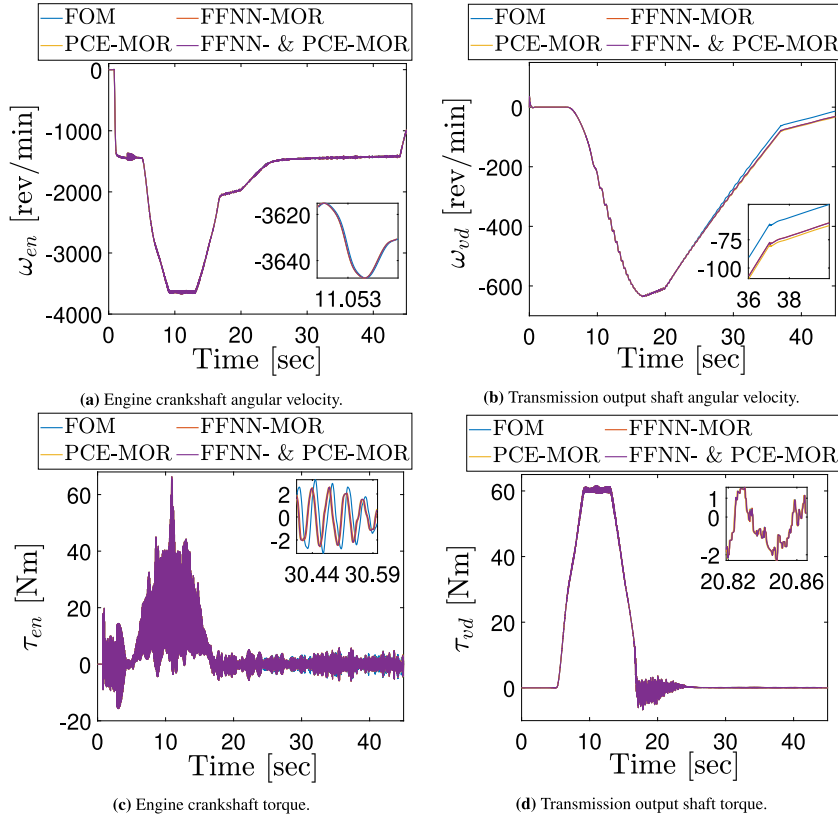 FOM FFNN-MOR
PCE-MOR FFNN- & PCE-MOR
0
-1000
-2000
-3000
-4000
ω_en [rev/min]
-3620
-3640
11.053
0 10 20 30 40
Time [sec]
(a) Engine crankshaft angular velocity.
FOM FFNN-MOR
PCE-MOR FFNN- & PCE-MOR
0
-200
-400
-600
ω_vd [rev/min]
-75
-100
36 38
0 10 20 30 40
Time [sec]
(b) Transmission output shaft angular velocity.
FOM FFNN-MOR
PCE-MOR FFNN- & PCE-MOR
60
40
20
0
-20
τ_en [Nm]
2
0
-2
30.44 30.59
0 10 20 30 40
Time [sec]
(c) Engine crankshaft torque.
FOM FFNN-MOR
PCE-MOR FFNN- & PCE-MOR
60
40
20
0
τ_vd [Nm]
1
0
-2
20.82 20.86
0 10 20 30 40
Time [sec]
(d) Transmission output shaft torque.